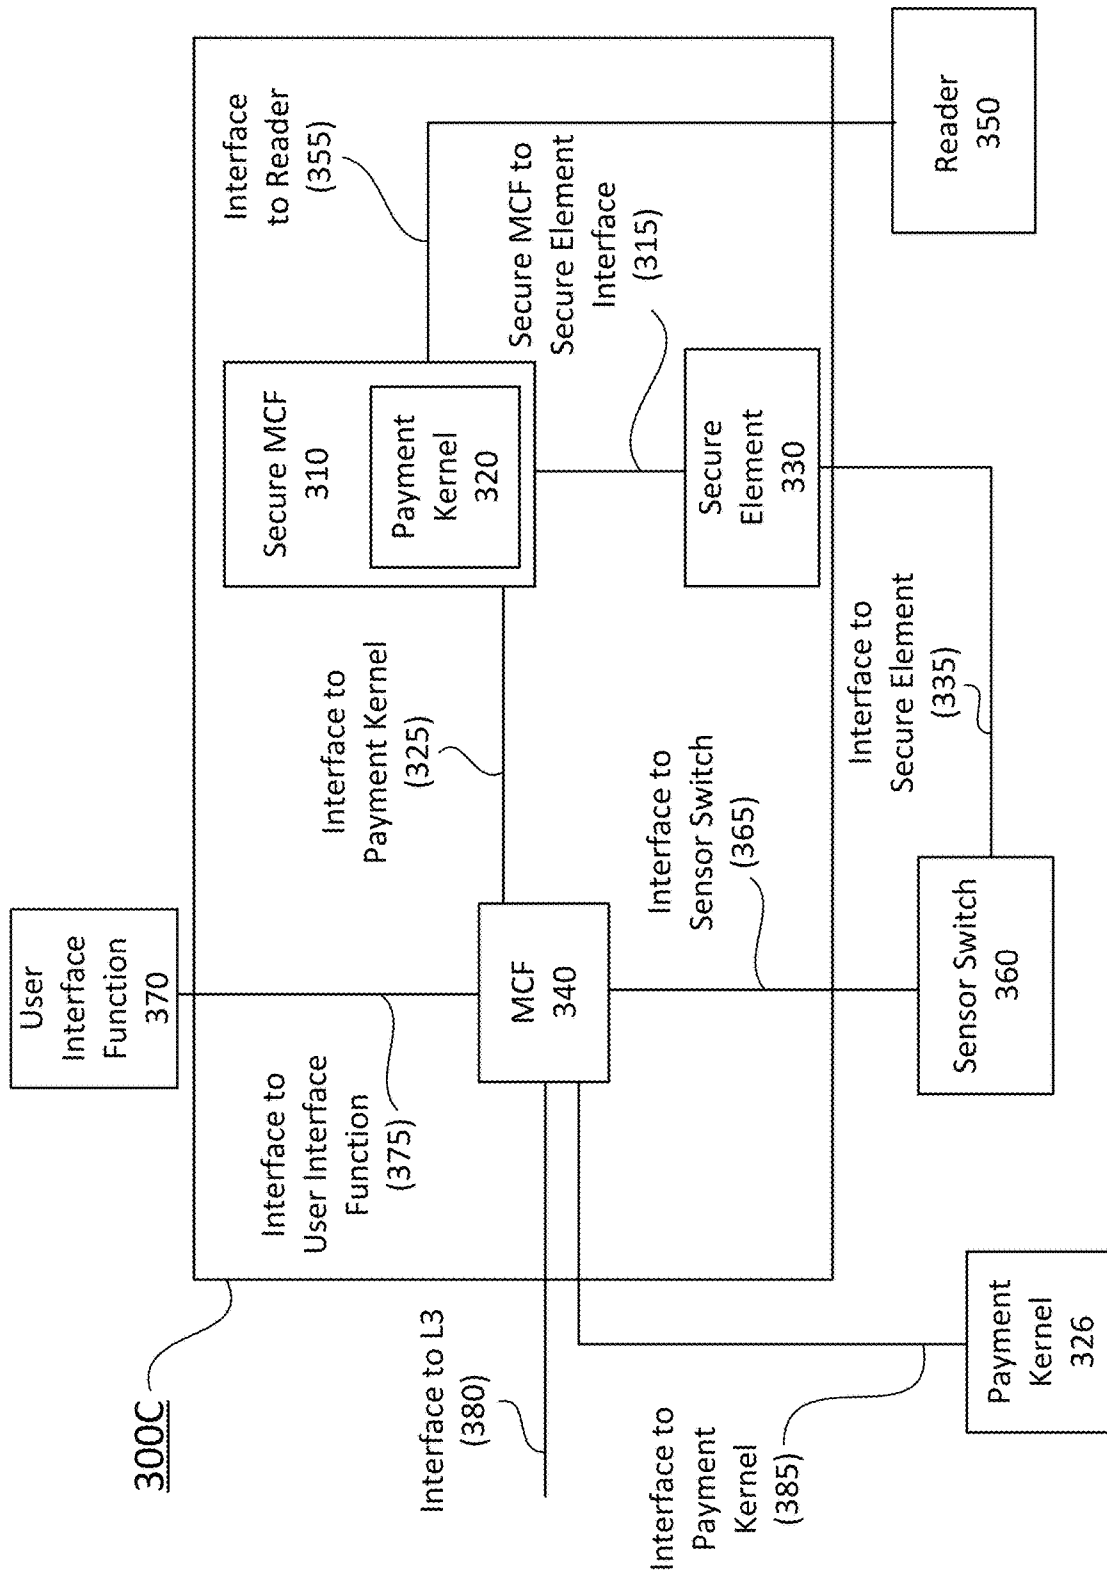 300C
User
Interface
Function
370
Interface to
User Interface
Function
(375)
Interface to L3
(380)
Interface to
Payment
Kernel
(385)
Payment
Kernel
326
MCF
340
Interface to
Payment Kernel
(325)
Interface to
Sensor Switch
(365)
Sensor Switch
360
Secure MCF
310
Payment
Kernel
320
Interface
to Reader
(355)
Secure MCF to
Secure Element
Interface
(315)
Secure
Element
330
Interface to
Secure Element
(335)
Reader
350